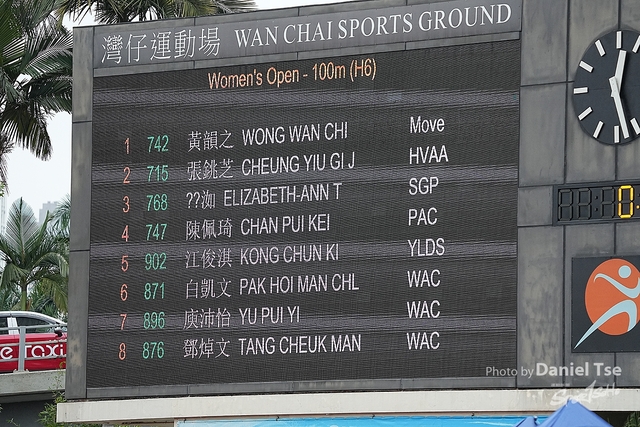 灣仔運動場 WAN CHAI SPORTS GROUND
Women's Open - 100m (H6)
1 742 黃韻之 WONG WAN CHI Move
2 715 張銚芝 CHEUNG YIU GI J HVAA
3 768 ??洳 ELIZABETH-ANN T SGP
4 747 陳佩琦 CHAN PUI KEI PAC
5 902 江俊淇 KONG CHUN KI YLDS
6 871 白凱文 PAK HOI MAN CHL WAC
7 896 庾沛怡 YU PUI YI WAC
8 876 鄧焯文 TANG CHEUK MAN WAC
0.
e Taxi
Photo by Daniel Tse